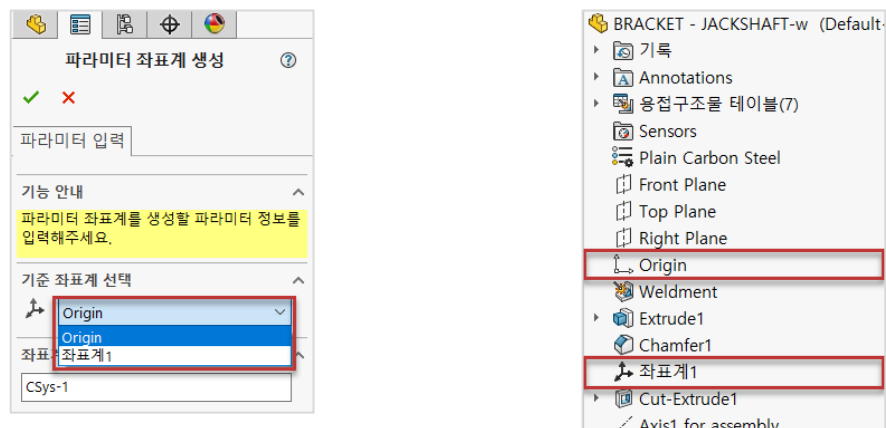 파라미터 좌표계 생성
파라미터 입력
기능 안내
파라미터 좌표계를 생성할 파라미터 정보를
입력해주세요.
기준 좌표계 선택
Origin
Origin
좌표계1
좌표
CSys-1
BRACKET - JACKSHAFT-w (Default-
기록
Annotations
용접구조물 테이블(7)
Sensors
Plain Carbon Steel
Front Plane
Top Plane
Right Plane
Origin
Weldment
Extrude1
Chamfer1
좌표계1
Cut-Extrude1
Axis1 for assembly